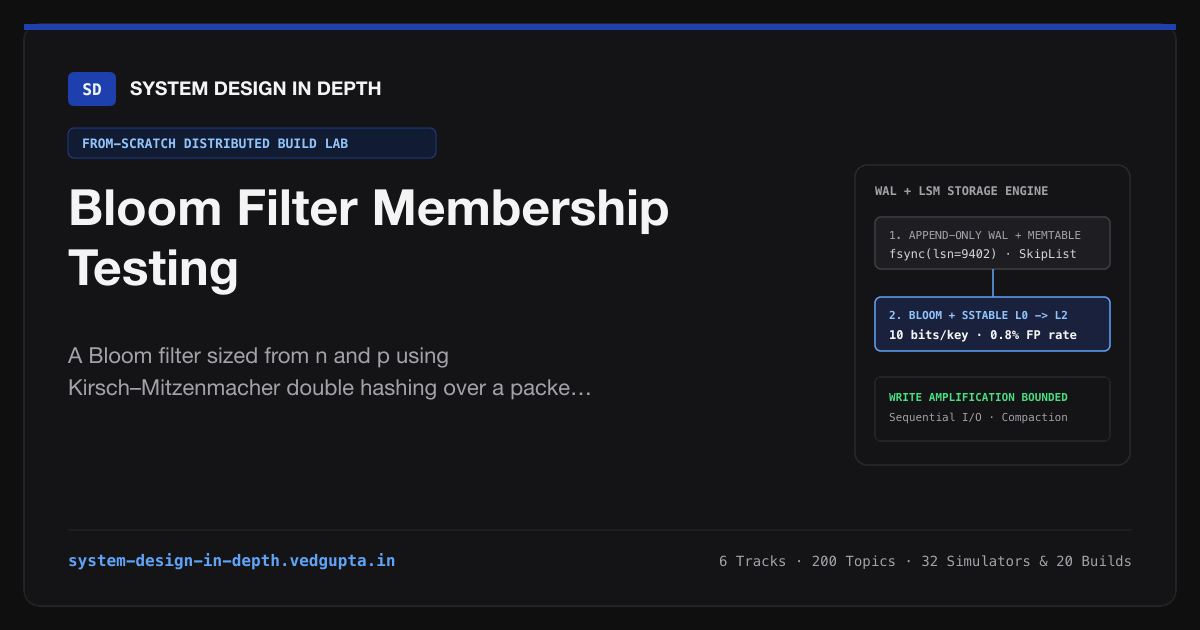 SD SYSTEM DESIGN IN DEPTH
FROM–SCRATCH DISTRIBUTED BUILD LAB
Bloom Filter Membership
Testing
A Bloom filter sized from n and p using
Kirsch–Mitzenmacher double hashing over a packe…
WAL + LSM STORAGE ENGINE
1. APPEND-ONLY WAL + MEMTABLE
fsync(lsn=9402) · SkipList
2. BLOOM + SSTABLE L0 -> L2
10 bits/key · 0.8% FP rate
WRITE AMPLIFICATION BOUNDED
Sequential I/O · Compaction
system-design-in-depth.vedgupta.in
6 Tracks · 200 Topics · 32 Simulators & 20 Builds